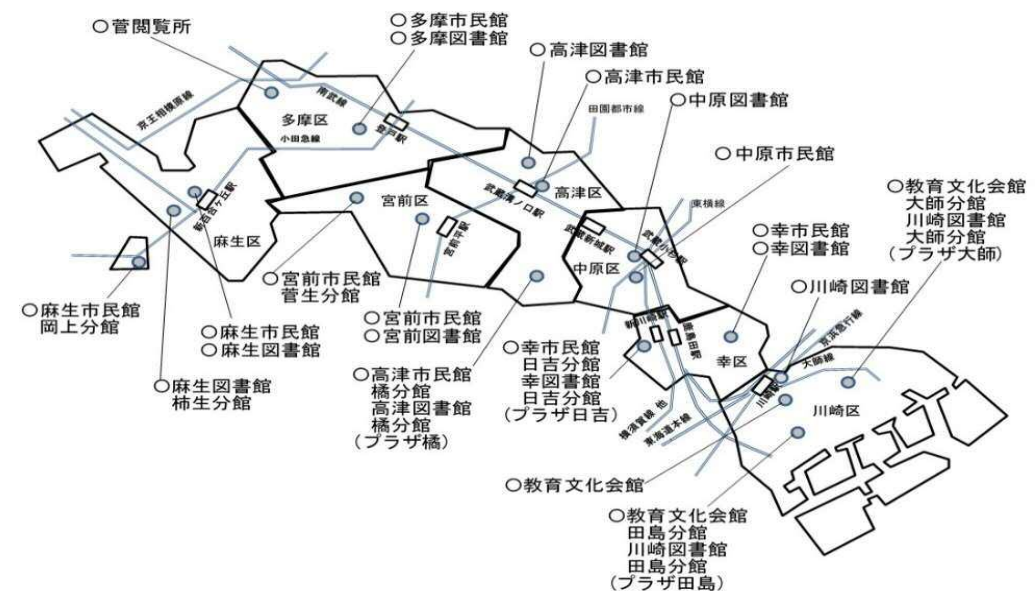 ○菅閲覧所
○多摩市民館
○多摩図書館
○高津図書館
○高津市民館
○中原図書館
○中原市民館
○教育文化会館
大師分館
川崎図書館
大師分館
(プラザ大師)
○幸市民館
○幸図書館
○川崎図書館
京王相模原線
南武線
多摩区
小田急線
登戸駅
田園都市線
高津区
武蔵溝ノ口駅
東横線
宮前区
宮前平駅
新百合ヶ丘駅
麻生区
武蔵新城駅
武蔵小杉駅
中原区
新川崎駅
鹿島田駅
幸区
京浜急行線
大師線
川崎駅
川崎区
横須賀線 他
東海道本線
○麻生市民館
岡上分館
○麻生市民館
○麻生図書館
○麻生図書館
柿生分館
○宮前市民館
菅生分館
○宮前市民館
○宮前図書館
○高津市民館
橘分館
高津図書館
橘分館
(プラザ橘)
○幸市民館
日吉分館
幸図書館
日吉分館
(プラザ日吉)
○教育文化会館
○教育文化会館
田島分館
川崎図書館
田島分館
(プラザ田島)